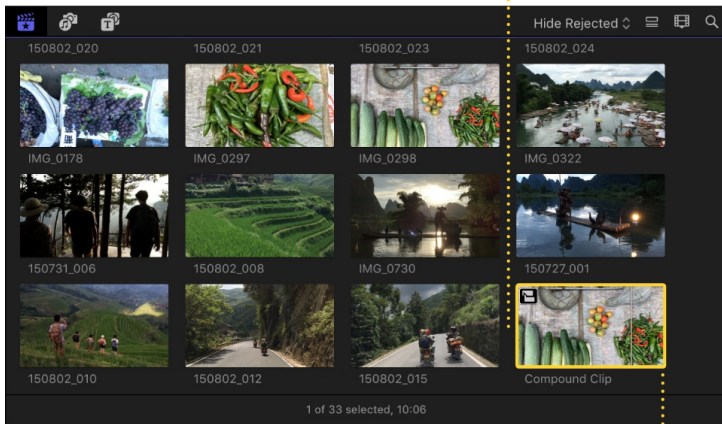 Hide Rejected
150802_020 150802_021 150802_023 150802_024
IMG_0178 IMG_0297 IMG_0298 IMG_0322
150731_006 150802_008 IMG_0730 150727_001
150802_010 150802_012 150802_015 Compound Clip
1 of 33 selected, 10:06